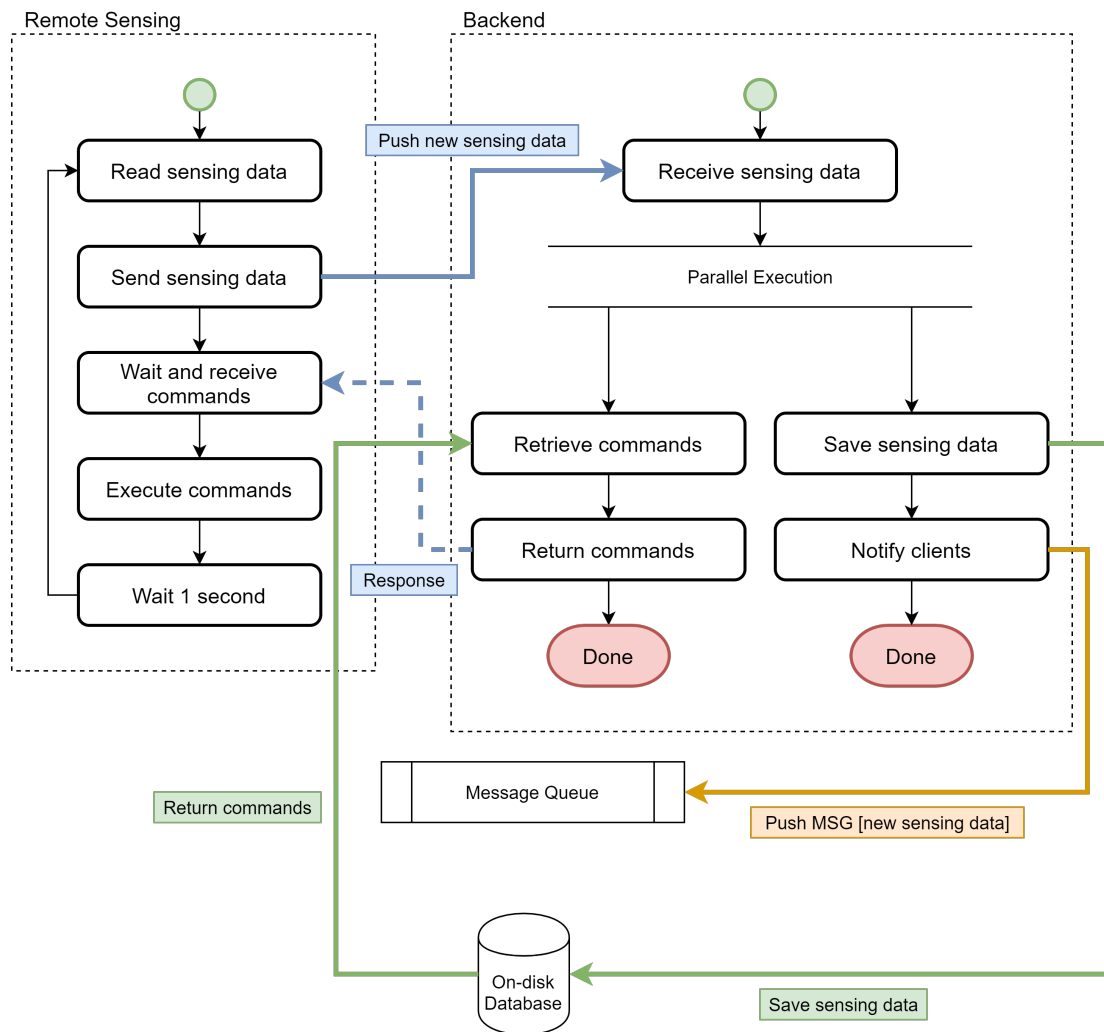 Remote Sensing
Backend
Push new sensing data
Read sensing data
Receive sensing data
Send sensing data
Parallel Execution
Wait and receive
commands
Retrieve commands
Save sensing data
Execute commands
Return commands
Notify clients
Response
Wait 1 second
Done
Done
Message Queue
Return commands
Push MSG [new sensing data]
On-disk
Database
Save sensing data